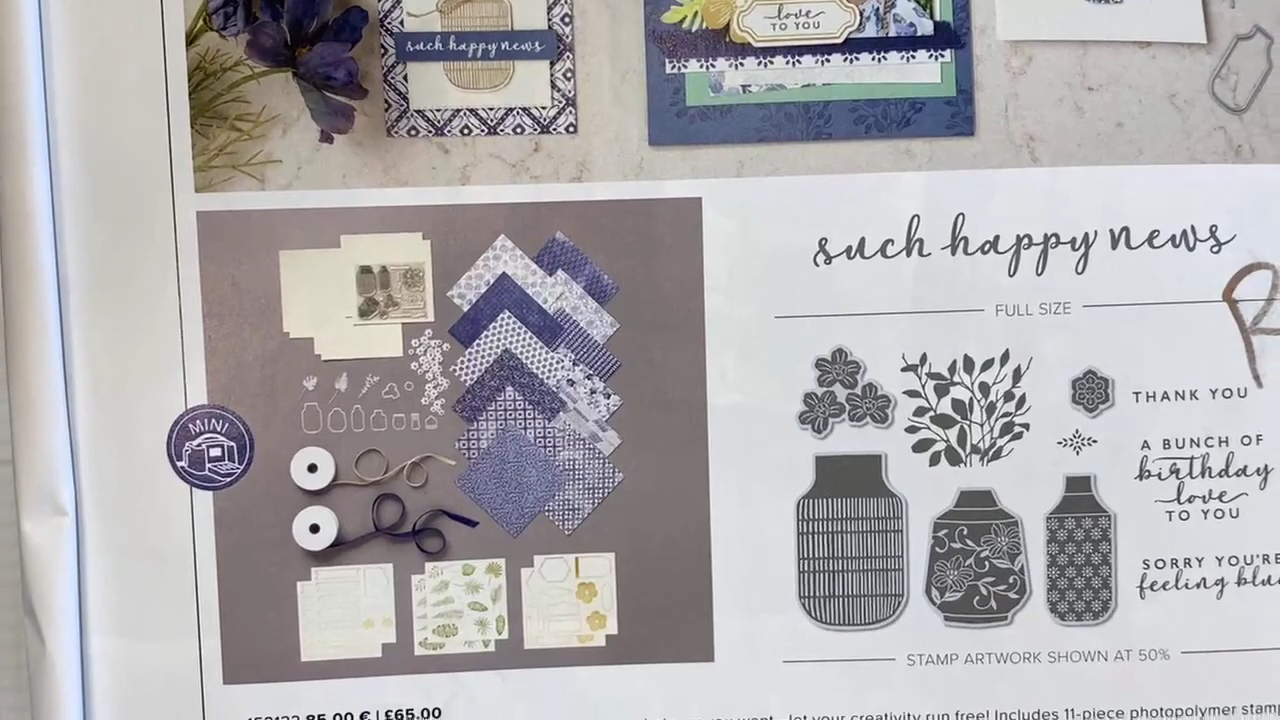 such happy news
love
TO YOU
such happy news
FULL SIZE
MINI
THANK YOU
A BUNCH OF
birthday
love
TO YOU
SORRY YOU'RE
feeling blu
STAMP ARTWORK SHOWN AT 50%
85,00 € | £65.00
want—let your creativity run free! Includes 11-piece photopolymer stamp